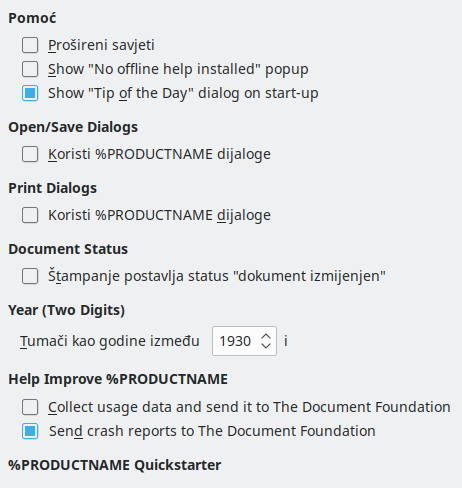 Pomoć
Prošireni savjeti
Show "No offline help installed" popup
Show "Tip of the Day" dialog on start-up
Open/Save Dialogs
Koristi %PRODUCTNAME dijaloge
Print Dialogs
Koristi %PRODUCTNAME dijaloge
Document Status
Štampanje postavlja status "dokument izmijenjen"
Year (Two Digits)
Tumači kao godine između 1930 i
Help Improve %PRODUCTNAME
Collect usage data and send it to The Document Foundation
Send crash reports to The Document Foundation
%PRODUCTNAME Quickstarter